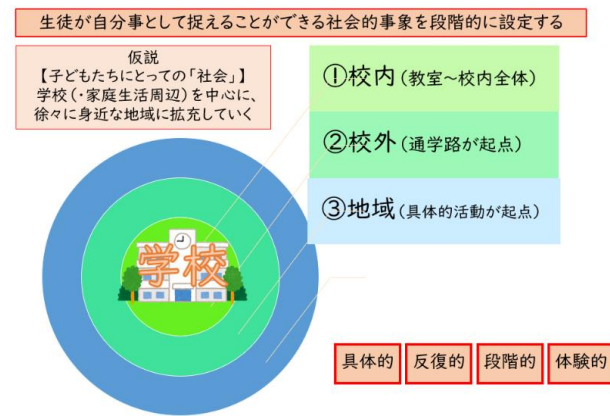 生徒が自分事として捉えることができる社会的事象を段階的に設定する
仮説
【子どもたちにとっての「社会」】
学校(・家庭生活周辺)を中心に、
徐々に身近な地域に拡充していく
①校内(教室~校内全体)
②校外(通学路が起点)
③地域(具体的活動が起点)
学校
具体的
反復的
段階的
体験的